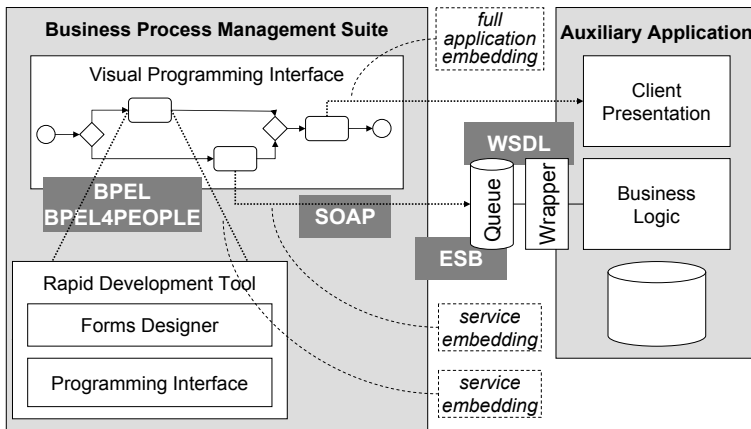 Business Process Management Suite
full
application
embedding
Auxiliary Application
Visual Programming Interface
Client
Presentation
WSDL
BPEL
BPEL4PEOPLE
SOAP
Queue
Wrapper
Business
Logic
ESB
Rapid Development Tool
Forms Designer
Programming Interface
service
embedding
service
embedding